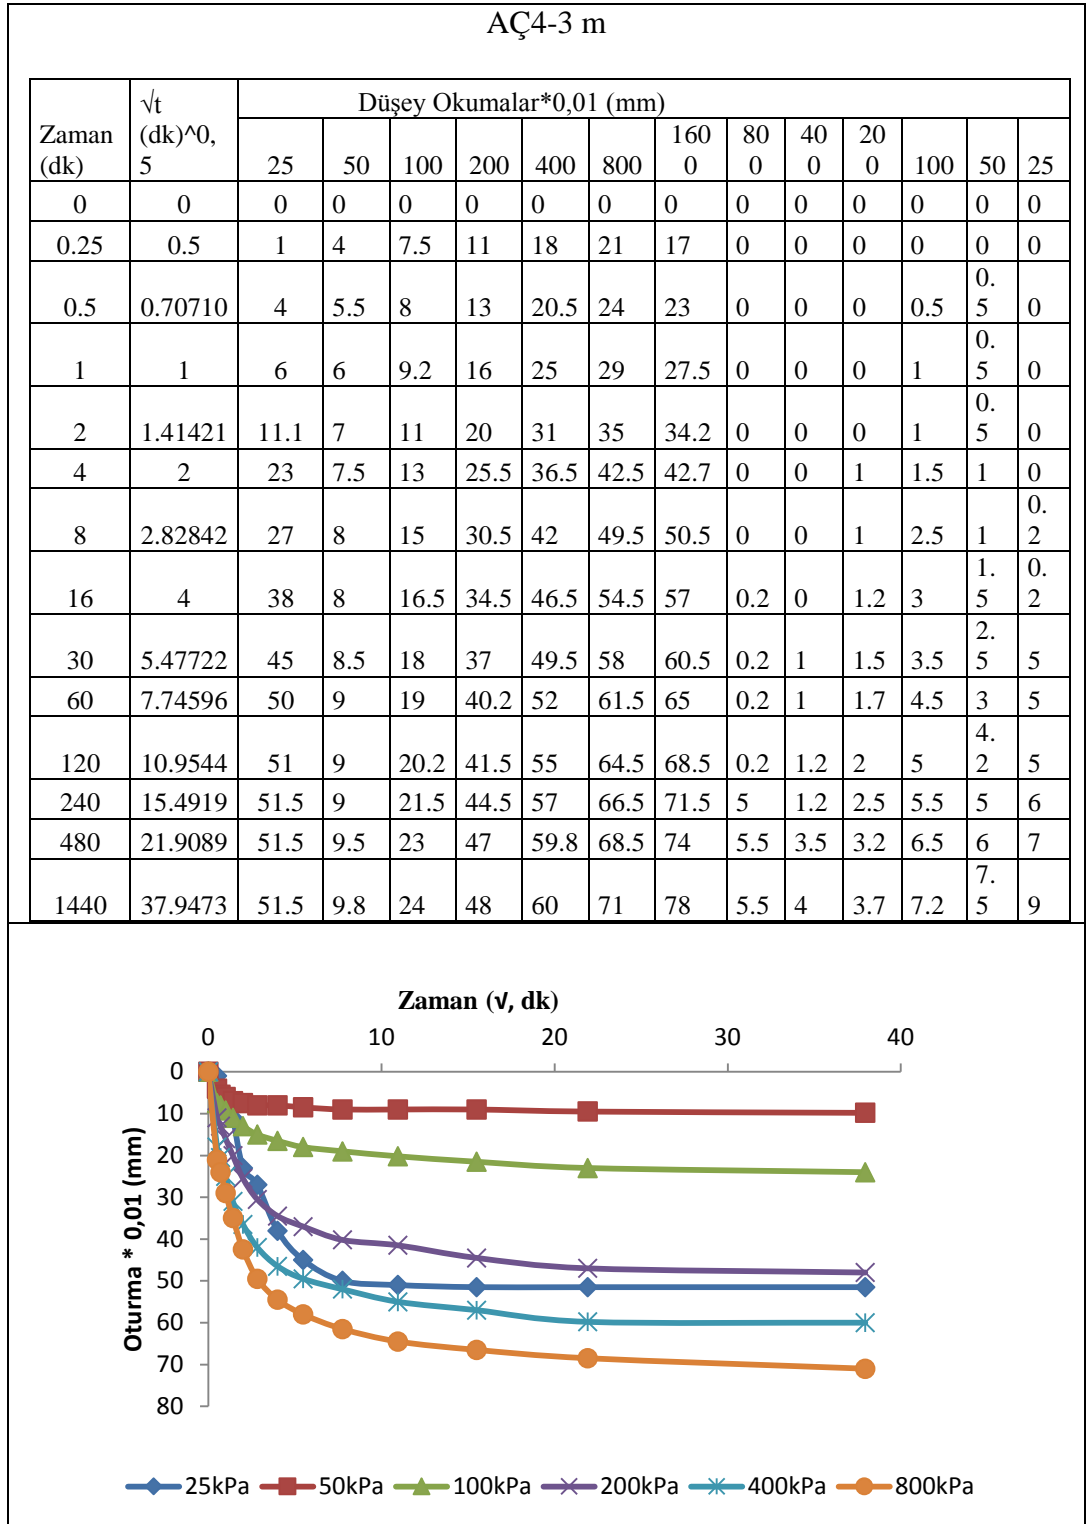 AÇ4-3 m
Zaman (dk) √t (dk)^0,5 Düşey Okumalar*0,01 (mm)
25 50 100 200 400 800 1600 800 400 200 100 50 25
0 0 0 0 0 0 0 0 0 0 0 0 0 0 0
0.25 0.5 1 4 7.5 11 18 21 17 0 0 0 0 0 0
0.5 0.70710 4 5.5 8 13 20.5 24 23 0 0 0 0.5 0.5 0
1 1 6 6 9.2 16 25 29 27.5 0 0 0 1 0.5 0
2 1.41421 11.1 7 11 20 31 35 34.2 0 0 0 1 0.5 0
4 2 23 7.5 13 25.5 36.5 42.5 42.7 0 0 1 1.5 1 0
8 2.82842 27 8 15 30.5 42 49.5 50.5 0 0 1 2.5 1 0.2
16 4 38 8 16.5 34.5 46.5 54.5 57 0.2 0 1.2 3 1.5 0.2
30 5.47722 45 8.5 18 37 49.5 58 60.5 0.2 1 1.5 3.5 2.5 5
60 7.74596 50 9 19 40.2 52 61.5 65 0.2 1 1.7 4.5 3 5
120 10.9544 51 9 20.2 41.5 55 64.5 68.5 0.2 1.2 2 5 4.2 5
240 15.4919 51.5 9 21.5 44.5 57 66.5 71.5 5 1.2 2.5 5.5 5 6
480 21.9089 51.5 9.5 23 47 59.8 68.5 74 5.5 3.5 3.2 6.5 6 7
1440 37.9473 51.5 9.8 24 48 60 71 78 5.5 4 3.7 7.2 7.5 9
Zaman (√, dk)
0 10 20 30 40
0
10
20
30
40
50
60
70
80
Oturma * 0,01 (mm)
25kPa 50kPa 100kPa 200kPa 400kPa 800kPa